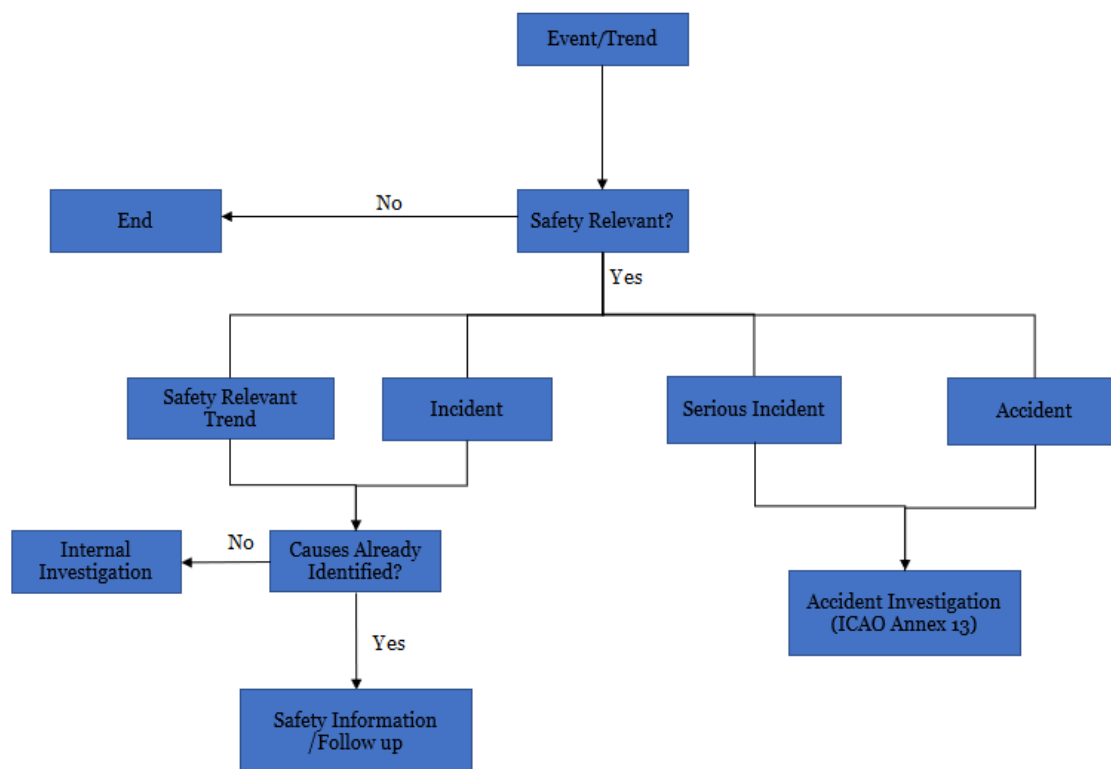 Event/Trend
No
End
Safety Relevant?
Yes
Safety Relevant
Trend
Incident
Serious Incident
Accident
Internal
Investigation
No
Causes Already
Identified?
Accident Investigation
(ICAO Annex 13)
Yes
Safety Information
/Follow up